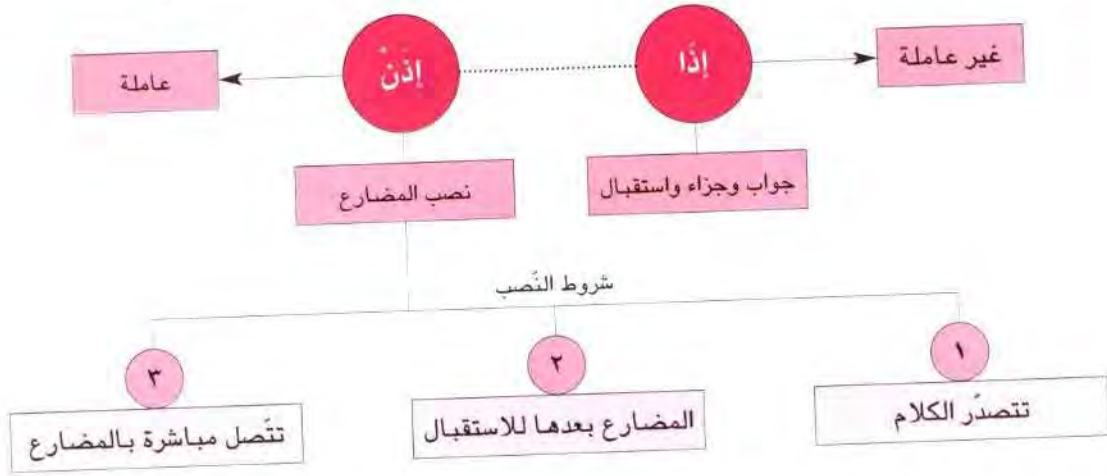 غير عاملة
إذًا
إذَنْ
عاملة
جواب وجزاء واستقبال
نصب المضارع
شروط النّصب
١
٢
٣
تتصدّر الكلام
المضارع بعدها للاستقبال
تتّصل مباشرة بالمضارع